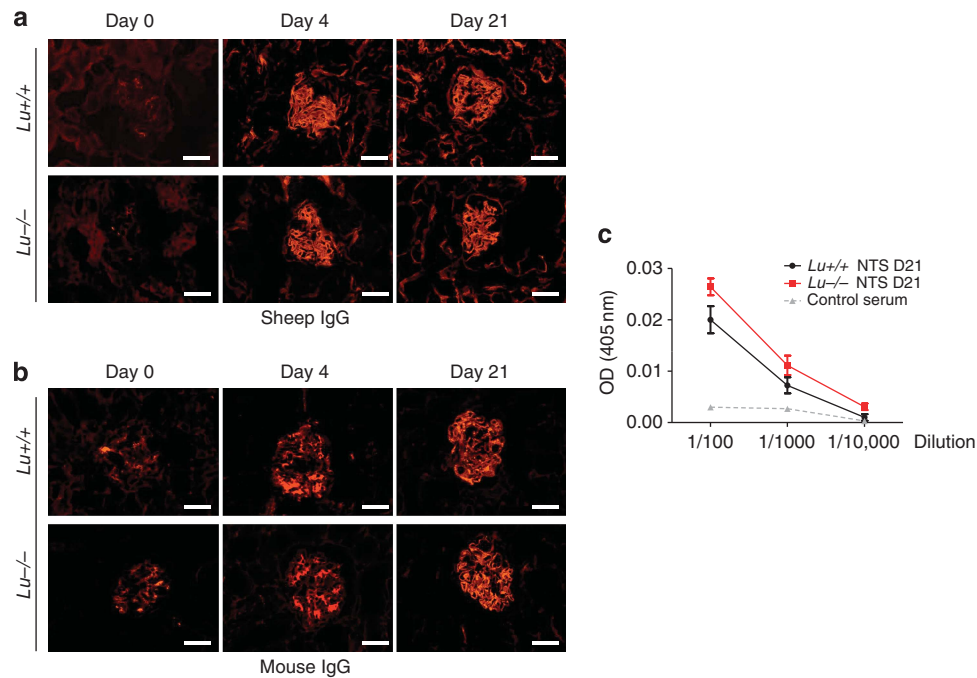 a
Day 0
Day 4
Day 21
Lu+/+
Lu–/–
Sheep IgG
b
Day 0
Day 4
Day 21
Lu+/+
Lu–/–
Mouse IgG
c
Lu+/+ NTS D21
Lu–/– NTS D21
Control serum
OD (405 nm)
0.03
0.02
0.01
0.00
1/100
1/1000
1/10,000
Dilution